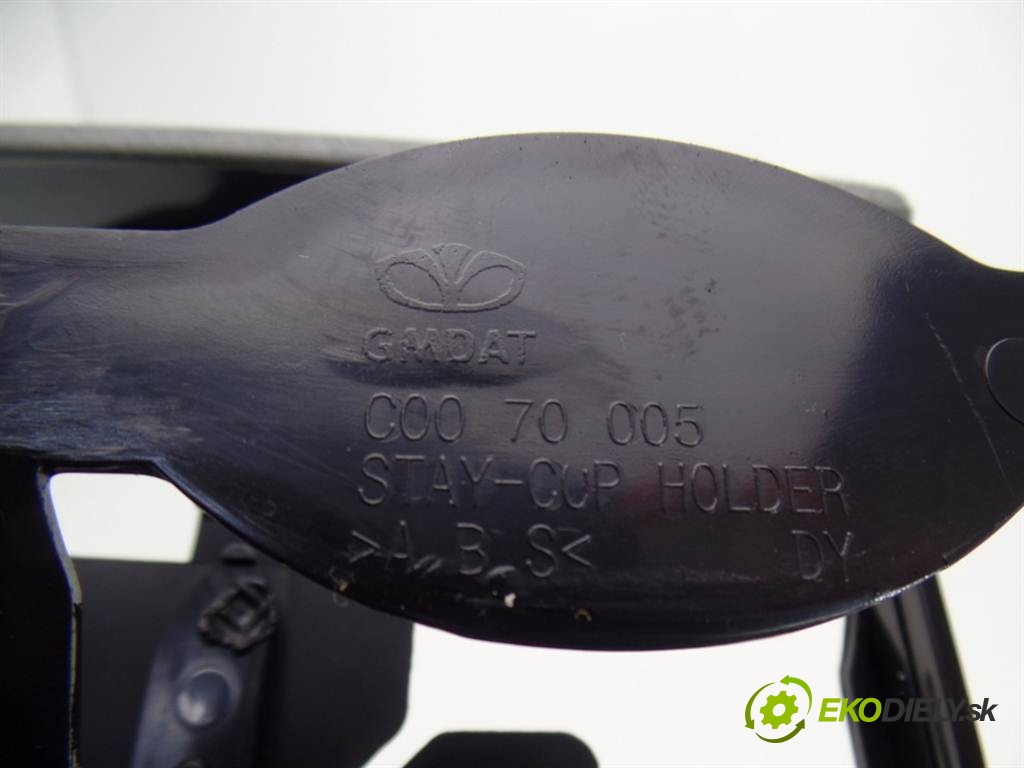 GMDAT
C00 70 005
STAY-CUP HOLDER
>A.B.S< DY
EKODIELY.sk